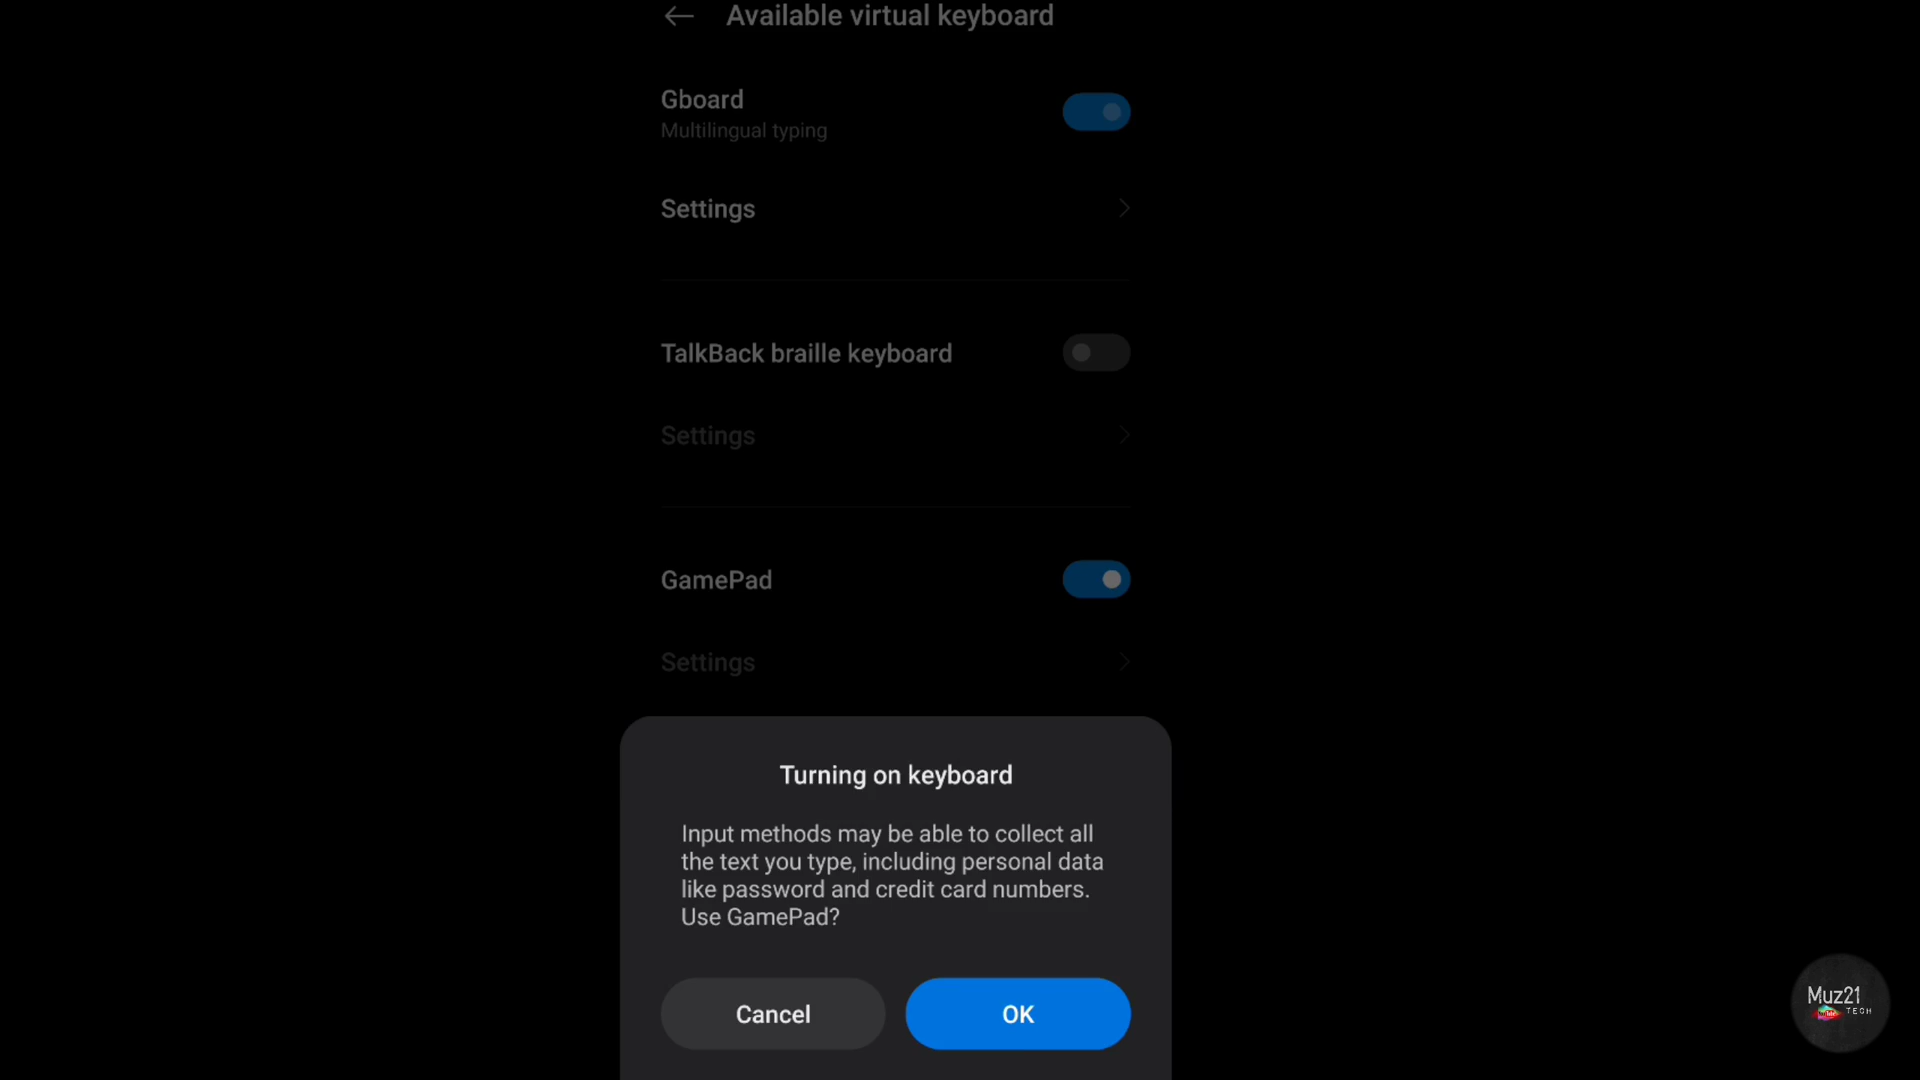 Available virtual keyboard
Gboard
Multilingual typing
Settings
TalkBack braille keyboard
Settings
GamePad
Settings
Turning on keyboard
Input methods may be able to collect all
the text you type, including personal data
like password and credit card numbers.
Use GamePad?
Cancel
OK
Muz21
TECH